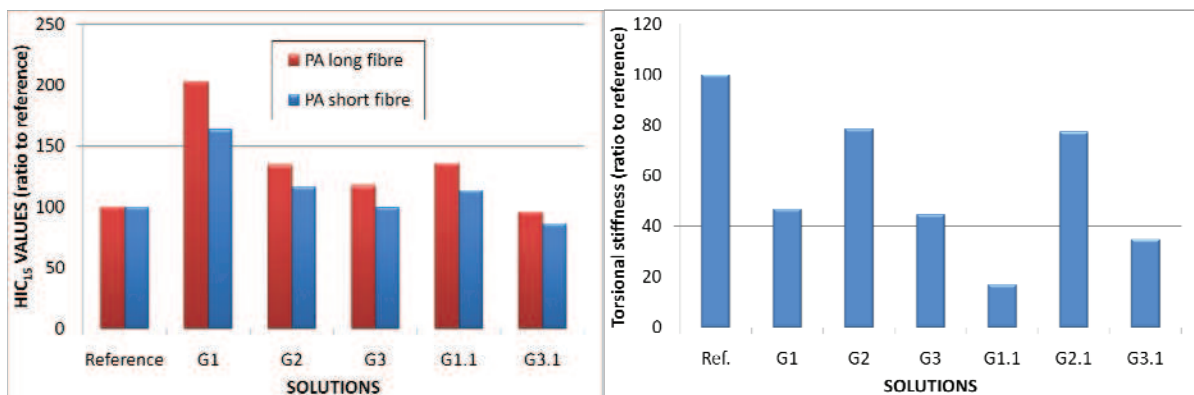 HIC15 VALUES (ratio to reference)
250
200
150
100
50
0
PA long fibre
PA short fibre
Reference G1 G2 G3 G1.1 G3.1
SOLUTIONS
Torsional stiffness (ratio to reference)
120
100
80
60
40
20
0
Ref. G1 G2 G3 G1.1 G2.1 G3.1
SOLUTIONS